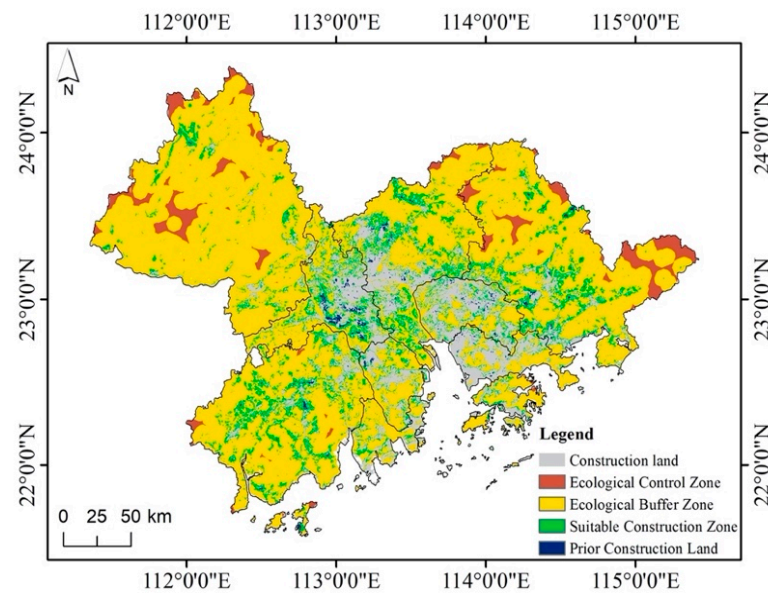 112°0'0"E 113°0'0"E 114°0'0"E 115°0'0"E
N
24°0'0"N 24°0'0"N
23°0'0"N 23°0'0"N
22°0'0"N 22°0'0"N
Legend
Construction land
Ecological Control Zone
Ecological Buffer Zone
Suitable Construction Zone
Prior Construction Land
0 25 50 km
112°0'0"E 113°0'0"E 114°0'0"E 115°0'0"E